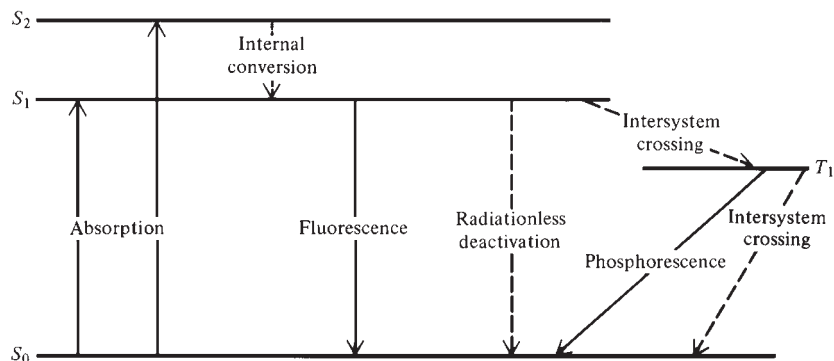 S2
Internal
conversion
S1
Intersystem
crossing
T1
Absorption
Fluorescence
Radiationless
deactivation
Intersystem
crossing
Phosphorescence
S0